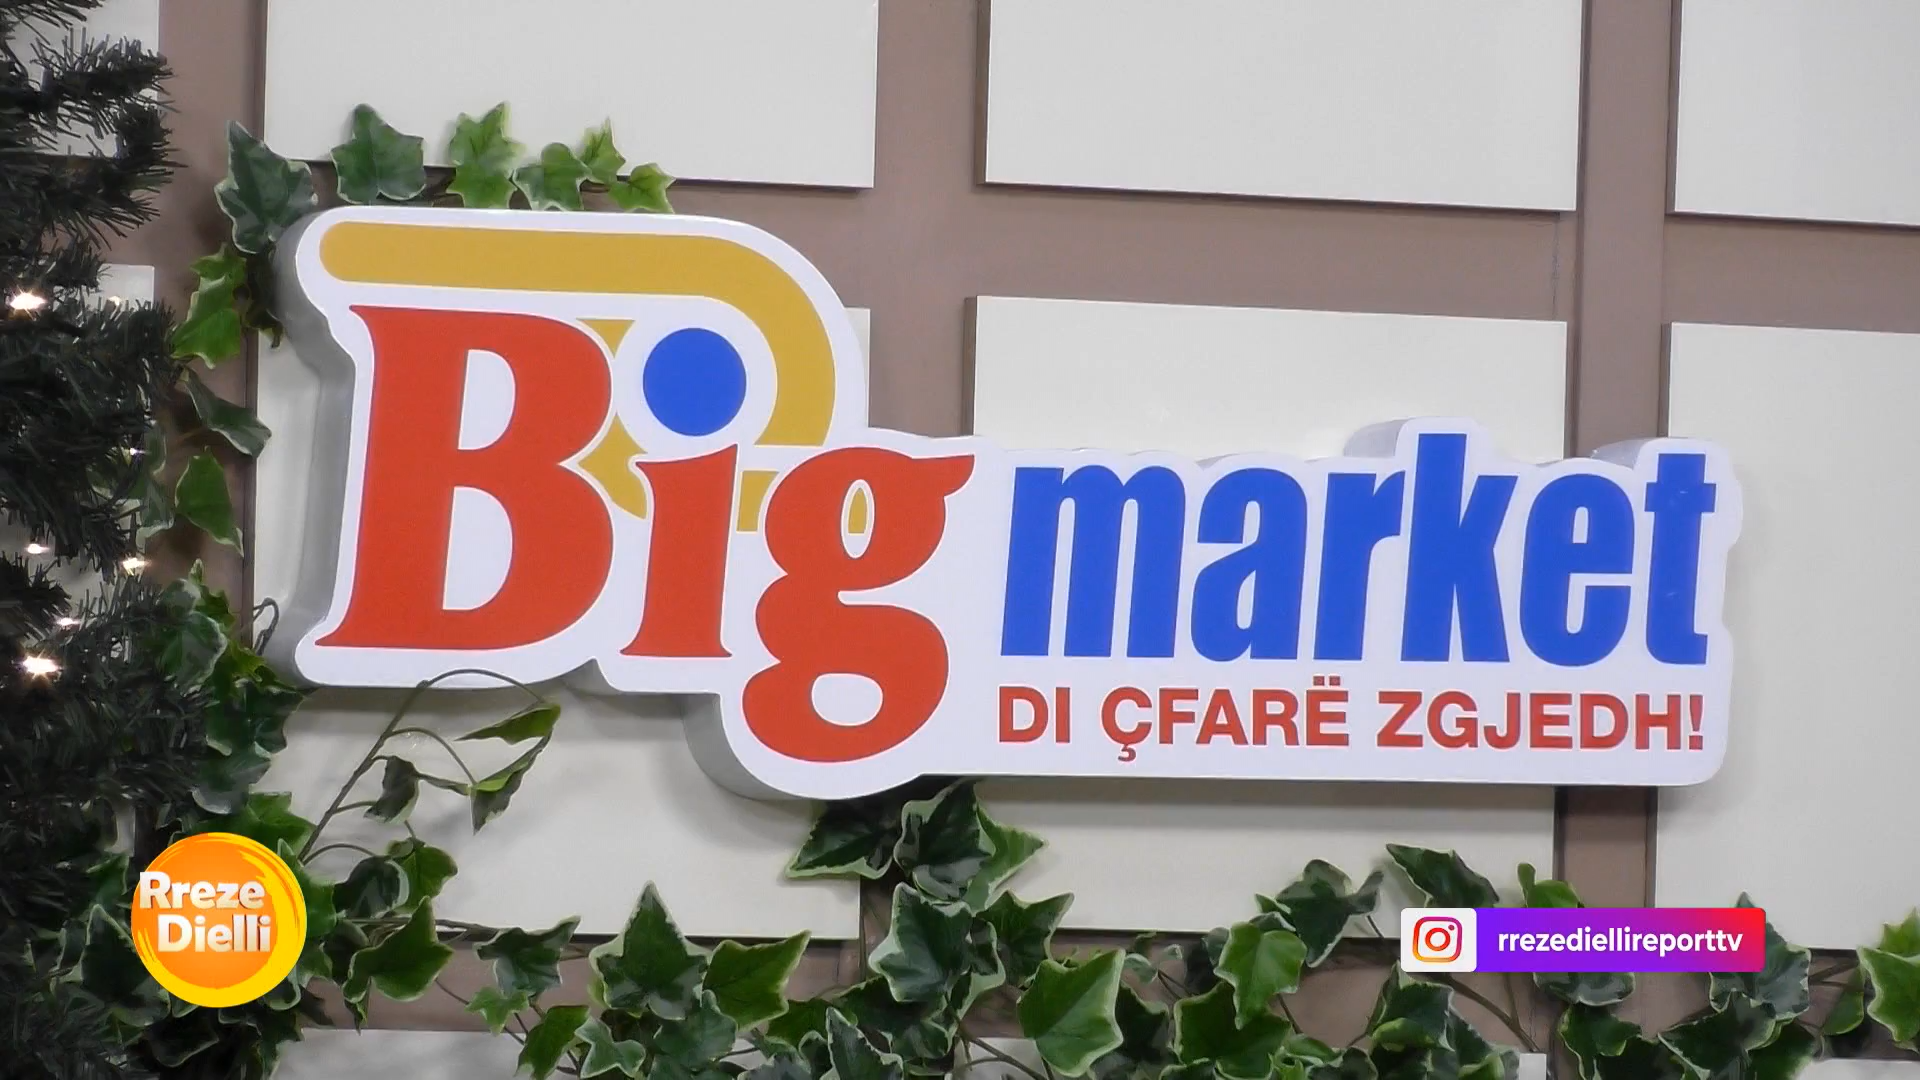 Big market
DI ÇFARË ZGJEDH!
Rreze
Dielli
rrezediellireporttv